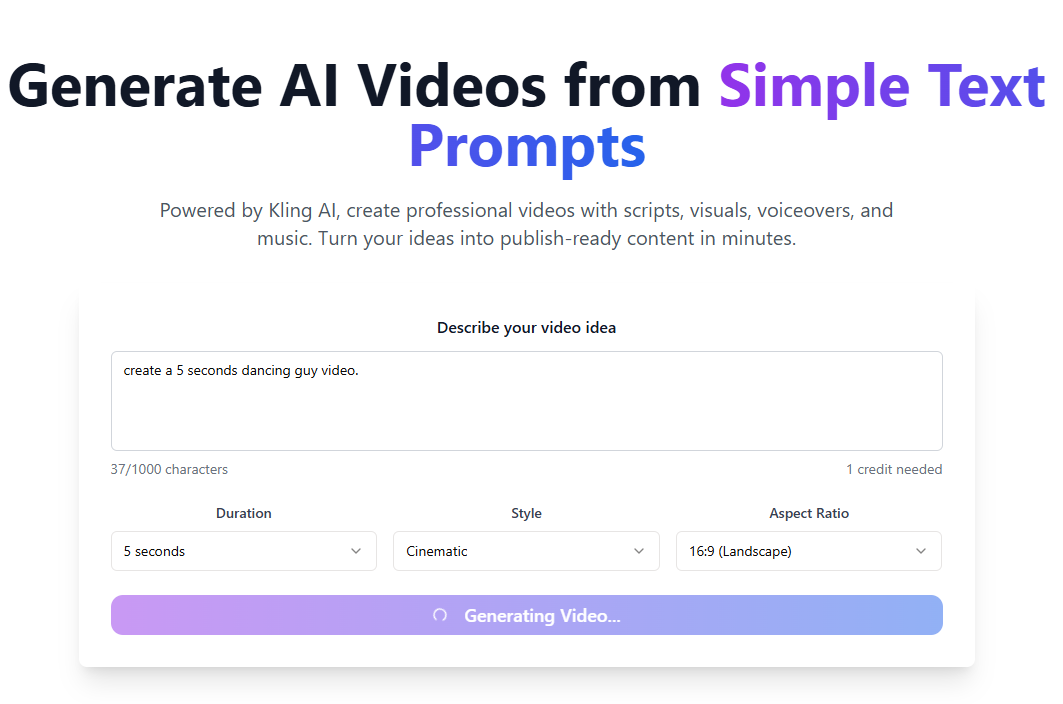 Generate AI Videos from Simple Text
Prompts
Powered by Kling AI, create professional videos with scripts, visuals, voiceovers, and
music. Turn your ideas into publish-ready content in minutes.
Describe your video idea
create a 5 seconds dancing guy video.
37/1000 characters
1 credit needed
Duration
Style
Aspect Ratio
5 seconds
Cinematic
16:9 (Landscape)
Generating Video...